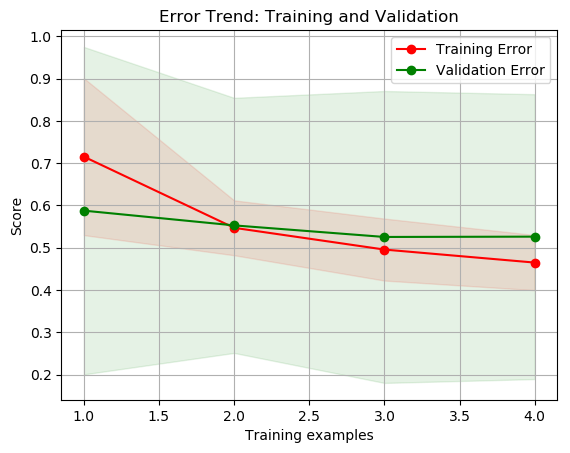 Error Trend: Training and Validation
Training Error
Validation Error
Score
1.0
0.9
0.8
0.7
0.6
0.5
0.4
0.3
0.2
1.0 1.5 2.0 2.5 3.0 3.5 4.0
Training examples